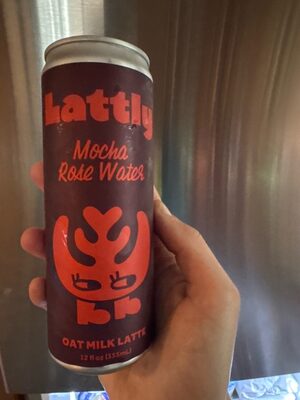 Lattly
Mocha
Rose Water
OAT MILK LATTE
12 fl oz (355mL)